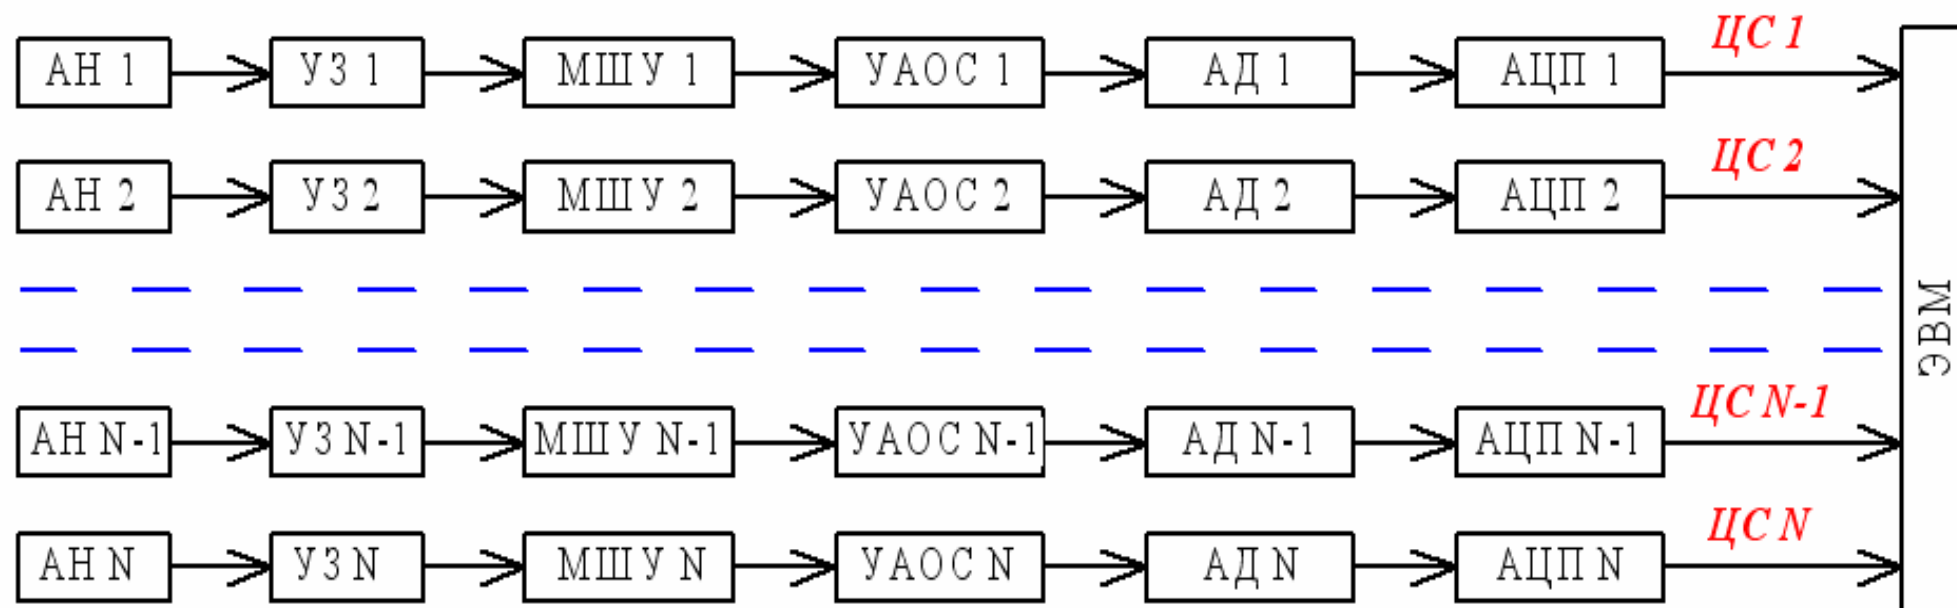 ЦС 1
АН 1 УЗ 1 МШУ 1 УАОС 1 АД 1 АЦП 1
ЦС 2
АН 2 УЗ 2 МШУ 2 УАОС 2 АД 2 АЦП 2
ЭВМ
ЦС N-1
АН N-1 УЗ N-1 МШУ N-1 УАОС N-1 АД N-1 АЦП N-1
ЦС N
АН N УЗ N МШУ N УАОС N АД N АЦП N